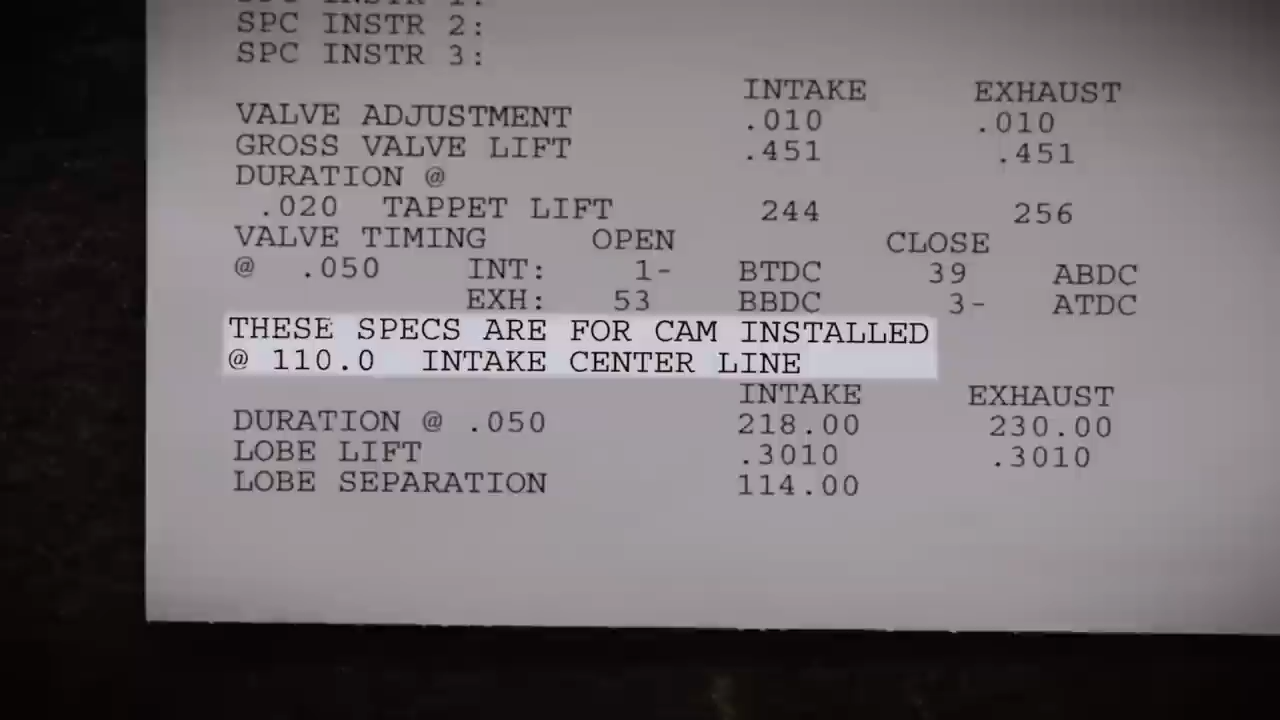 SPC INSTR 1:
SPC INSTR 2:
SPC INSTR 3:
INTAKE EXHAUST
VALVE ADJUSTMENT .010 .010
GROSS VALVE LIFT .451 .451
DURATION @
.020 TAPPET LIFT 244 256
VALVE TIMING OPEN CLOSE
@ .050 INT: 1- BTDC 39 ABDC
EXH: 53 BBDC 3- ATDC
THESE SPECS ARE FOR CAM INSTALLED
@ 110.0 INTAKE CENTER LINE
INTAKE EXHAUST
DURATION @ .050 218.00 230.00
LOBE LIFT .3010 .3010
LOBE SEPARATION 114.00